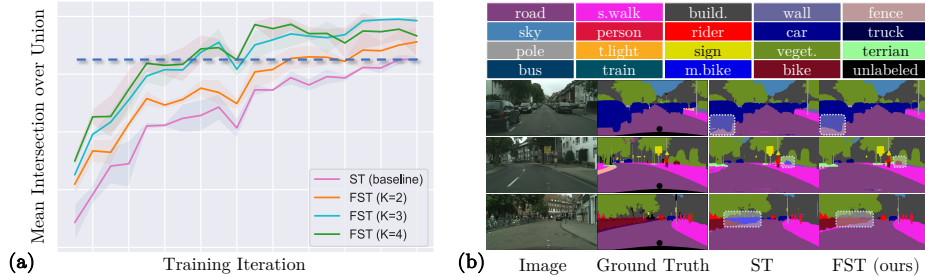 Mean Intersection over Union
ST (baseline)
FST (K=2)
FST (K=3)
FST (K=4)
(a)
Training Iteration
road s.walk build. wall fence
sky person rider car truck
pole t.light sign veget. terrian
bus train m.bike bike unlabeled
(b)
Image Ground Truth ST FST (ours)